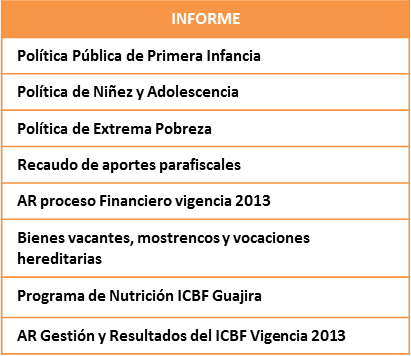 INFORME
Política Pública de Primera Infancia
Política de Niñez y Adolescencia
Política de Extrema Pobreza
Recaudo de aportes parafiscales
AR proceso Financiero vigencia 2013
Bienes vacantes, mostrencos y vocaciones
hereditarias
Programa de Nutrición ICBF Guajira
AR Gestión y Resultados del ICBF Vigencia 2013